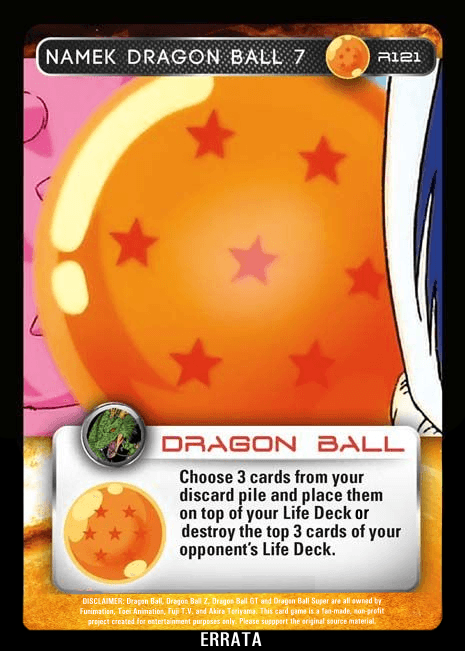 NAMEK DRAGON BALL 7 R121
DRAGON BALL
Choose 3 cards from your
discard pile and place them
on top of your Life Deck or
destroy the top 3 cards of your
opponent's Life Deck.
DISCLAIMER: Dragon Ball, Dragon Ball Z, Dragon Ball GT and Dragon Ball Super are all owned by
Funimation, Toei Animation, Fuji T.V. and Akira Toriyama. This card game is a fan-made, non-profit
project created for entertainment purposes only. Please support the original source material.
ERRATA